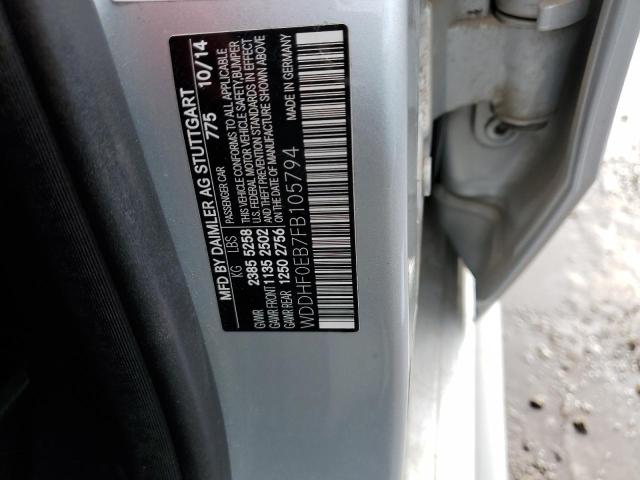 MFD BY DAIMLER AG STUTTGART
775 10/14
PASSENGER CAR
KG LBS
GVWR 2385 5258
GAWR FRONT 1135 2502
GAWR REAR 1250 2756
THIS VEHICLE CONFORMS TO ALL APPLICABLE
U.S. FEDERAL MOTOR VEHICLE SAFETY, BUMPER
AND THEFT PREVENTION STANDARDS IN EFFECT
ON THE DATE OF MANUFACTURE SHOWN ABOVE
WDDHF0EB7FB105794
MADE IN GERMANY